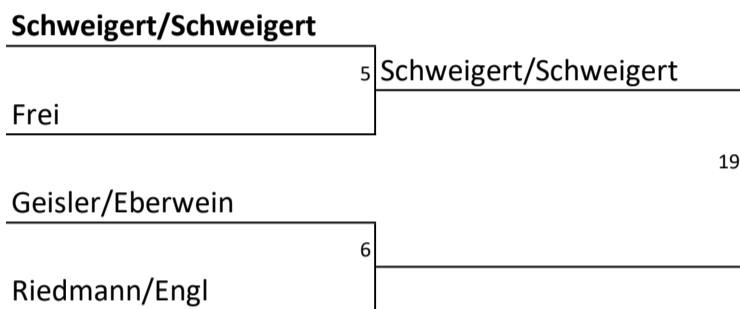 Schweigert/Schweigert
5 Schweigert/Schweigert
Frei
19
Geisler/Eberwein
6
Riedmann/Engl